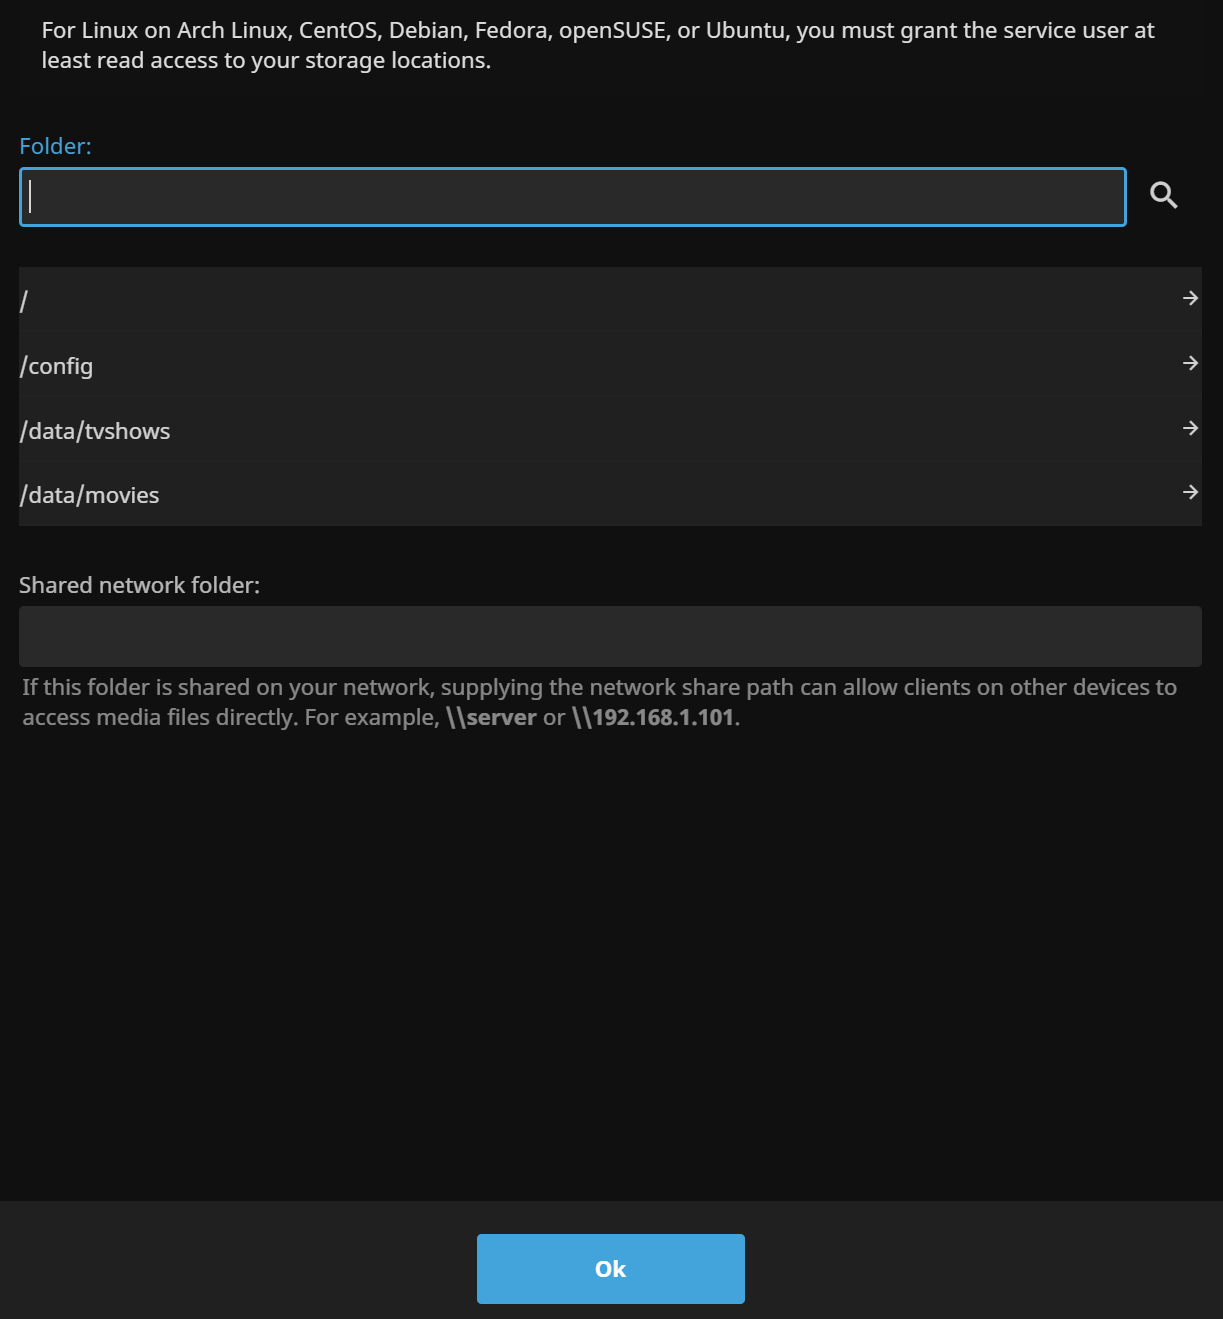 For Linux on Arch Linux, CentOS, Debian, Fedora, openSUSE, or Ubuntu, you must grant the service user at
least read access to your storage locations.
Folder:
/
/config
/data/tvshows
/data/movies
Shared network folder:
If this folder is shared on your network, supplying the network share path can allow clients on other devices to
access media files directly. For example, \\server or \\192.168.1.101.
Ok